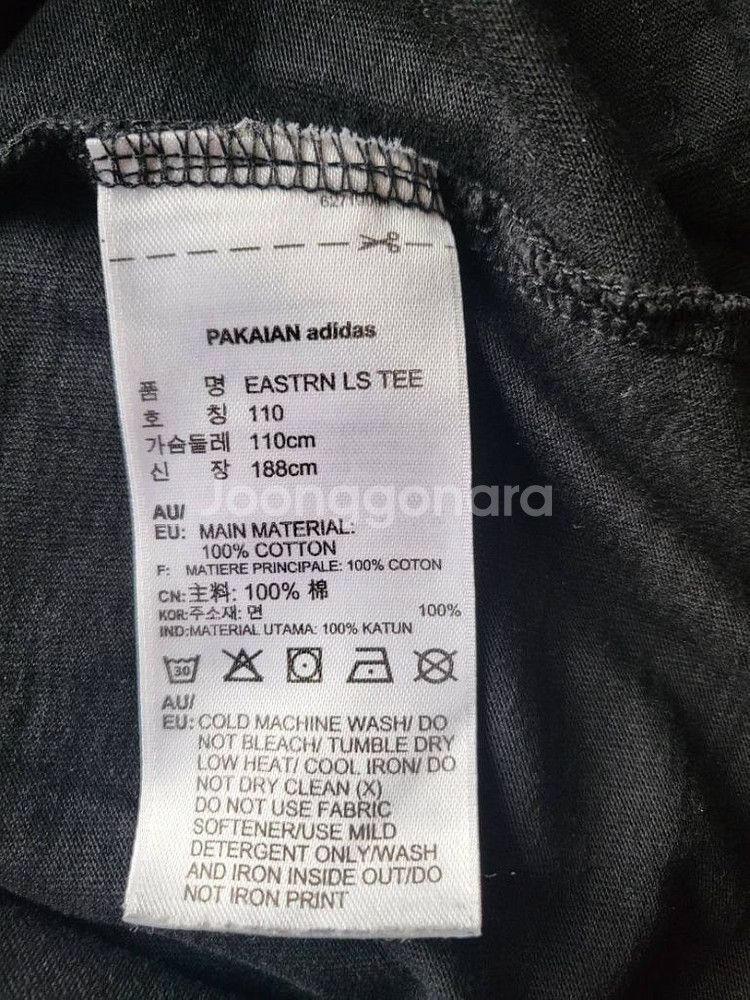 PAKAIAN adidas
품 명 EASTRN LS TEE
호 칭 110
가슴둘레 110cm
신 장 188cm
Joonggonara
AU/
EU: MAIN MATERIAL:
100% COTTON
F: MATIERE PRINCIPALE: 100% COTON
CN:主料: 100% 棉
KOR:주소재: 면 100%
IND:MATERIAL UTAMA: 100% KATUN
30
AU/
EU: COLD MACHINE WASH/ DO
NOT BLEACH/ TUMBLE DRY
LOW HEAT/ COOL IRON/ DO
NOT DRY CLEAN (X)
DO NOT USE FABRIC
SOFTENER/USE MILD
DETERGENT ONLY/WASH
AND IRON INSIDE OUT/DO
NOT IRON PRINT